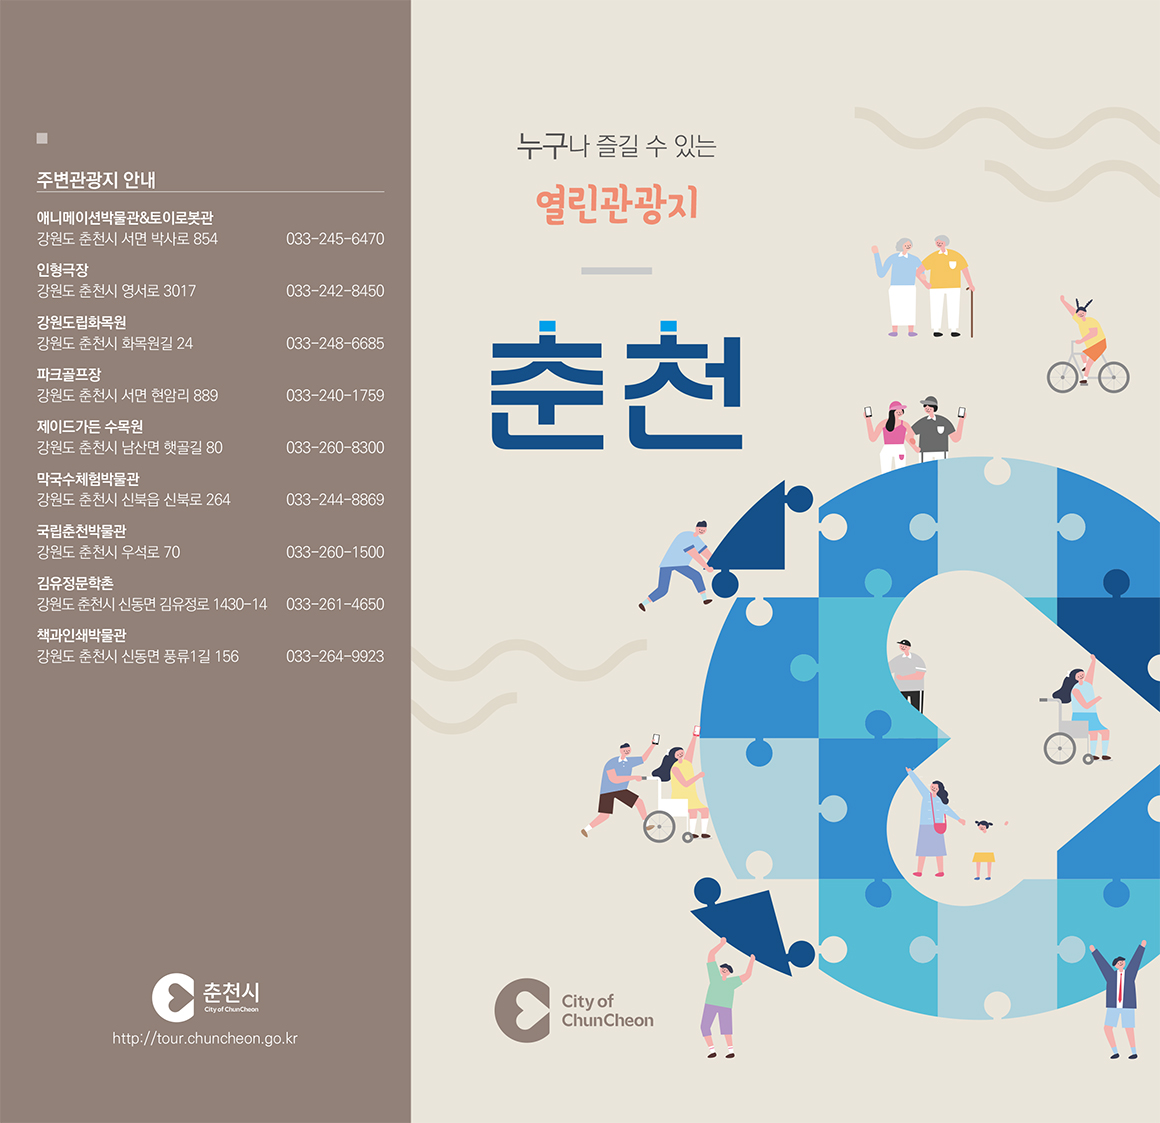 주변관광지 안내
애니메이션박물관&토이로봇관
강원도 춘천시 서면 박사로 854 033-245-6470
인형극장
강원도 춘천시 영서로 3017 033-242-8450
강원도립화목원
강원도 춘천시 화목원길 24 033-248-6685
파크골프장
강원도 춘천시 서면 현암리 889 033-240-1759
제이드가든 수목원
강원도 춘천시 남산면 햇골길 80 033-260-8300
막국수체험박물관
강원도 춘천시 신북읍 신북로 264 033-244-8869
국립춘천박물관
강원도 춘천시 우석로 70 033-260-1500
김유정문학촌
강원도 춘천시 신동면 김유정로 1430-14 033-261-4650
책과인쇄박물관
강원도 춘천시 신동면 풍류1길 156 033-264-9923
춘천시
City of ChunCheon
http://tour.chuncheon.go.kr
누구나 즐길 수 있는
열린관광지
춘천
City of
ChunCheon